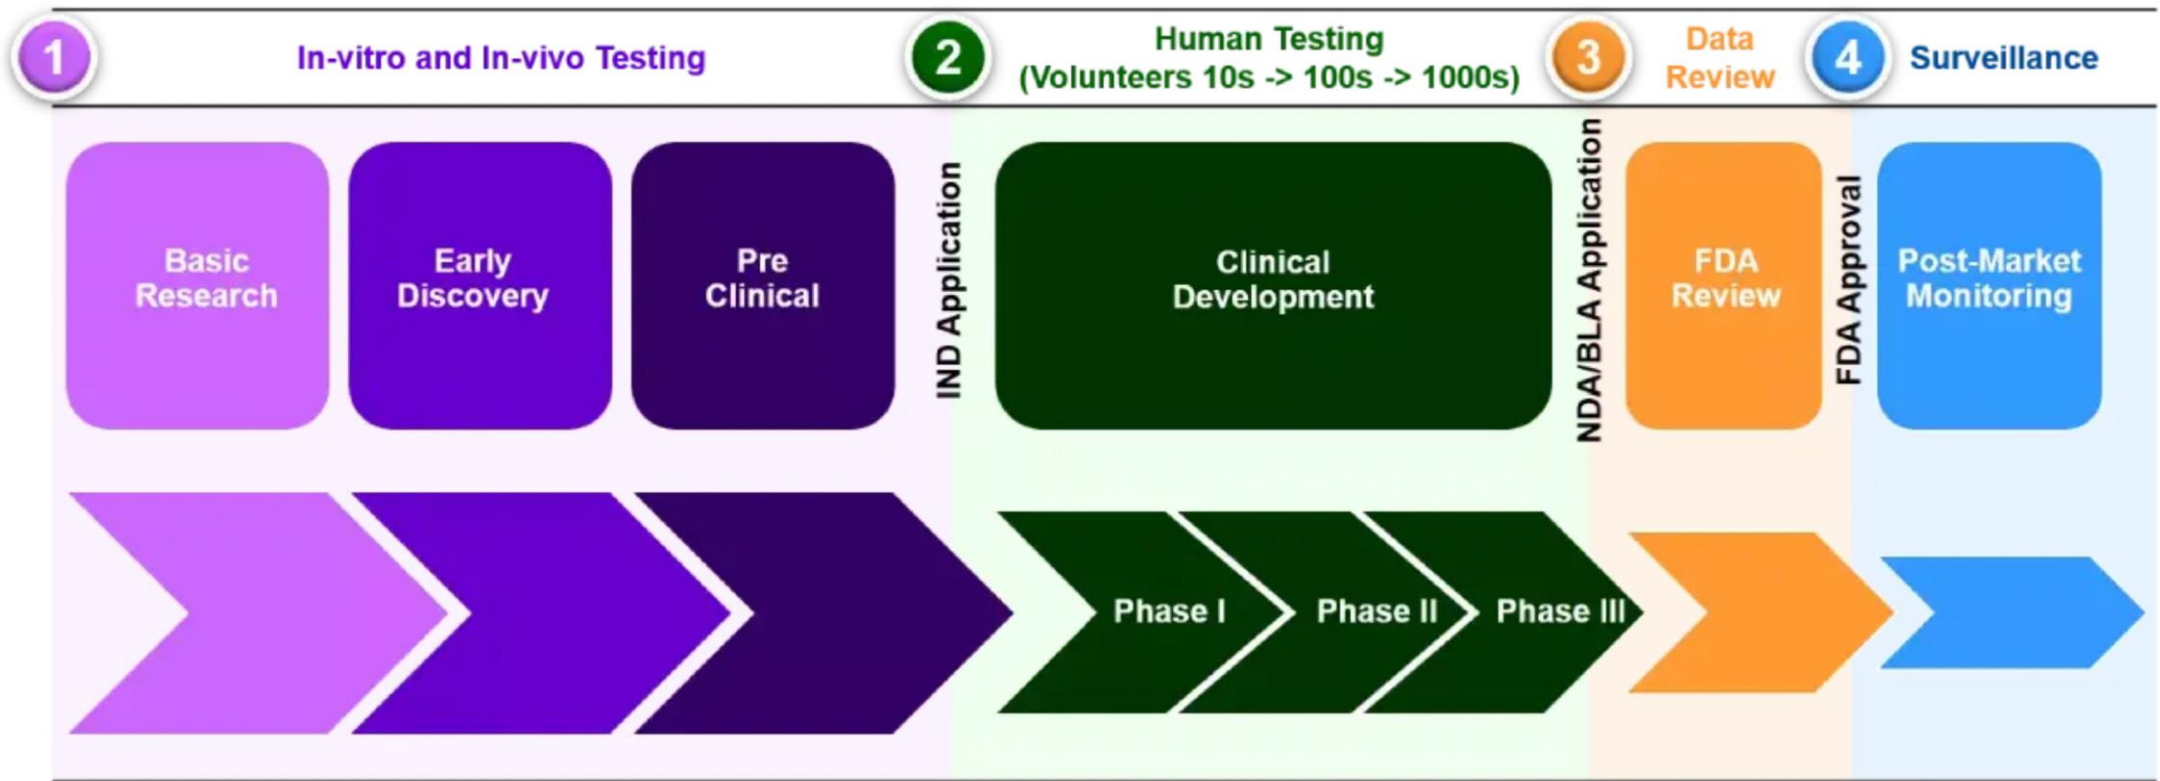 1
In-vitro and In-vivo Testing
2
Human Testing
(Volunteers 10s -> 100s -> 1000s)
3
Data
Review
4
Surveillance
Basic
Research
Early
Discovery
Pre
Clinical
IND Application
Clinical
Development
NDA/BLA Application
FDA
Review
FDA Approval
Post-Market
Monitoring
Phase I
Phase II
Phase III